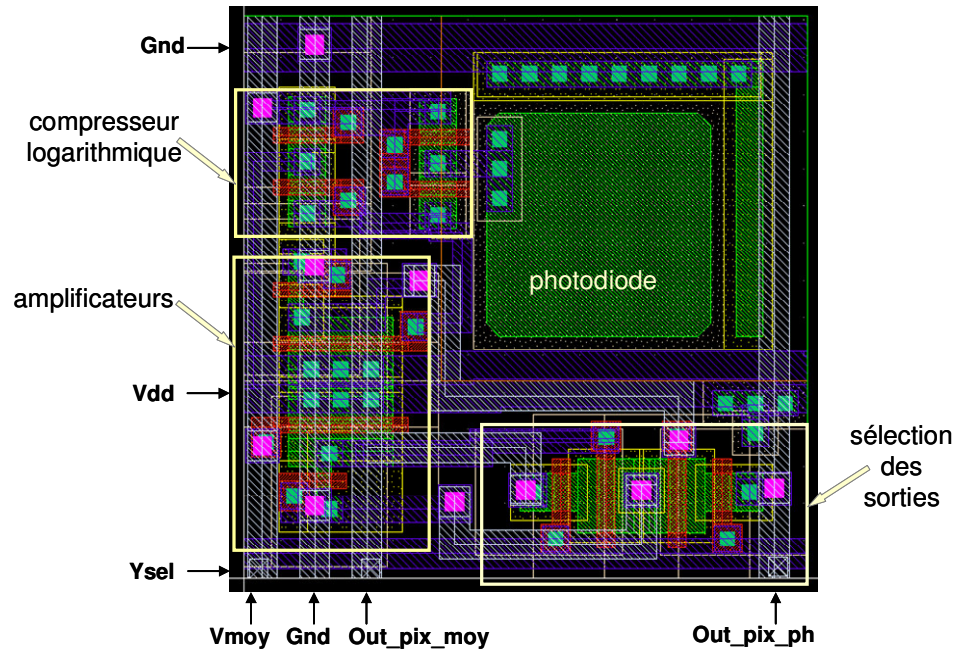 Gnd
compresseur
logarithmique
photodiode
amplificateurs
Vdd
sélection
des
sorties
Ysel
Vmoy Gnd Out_pix_moy Out_pix_ph